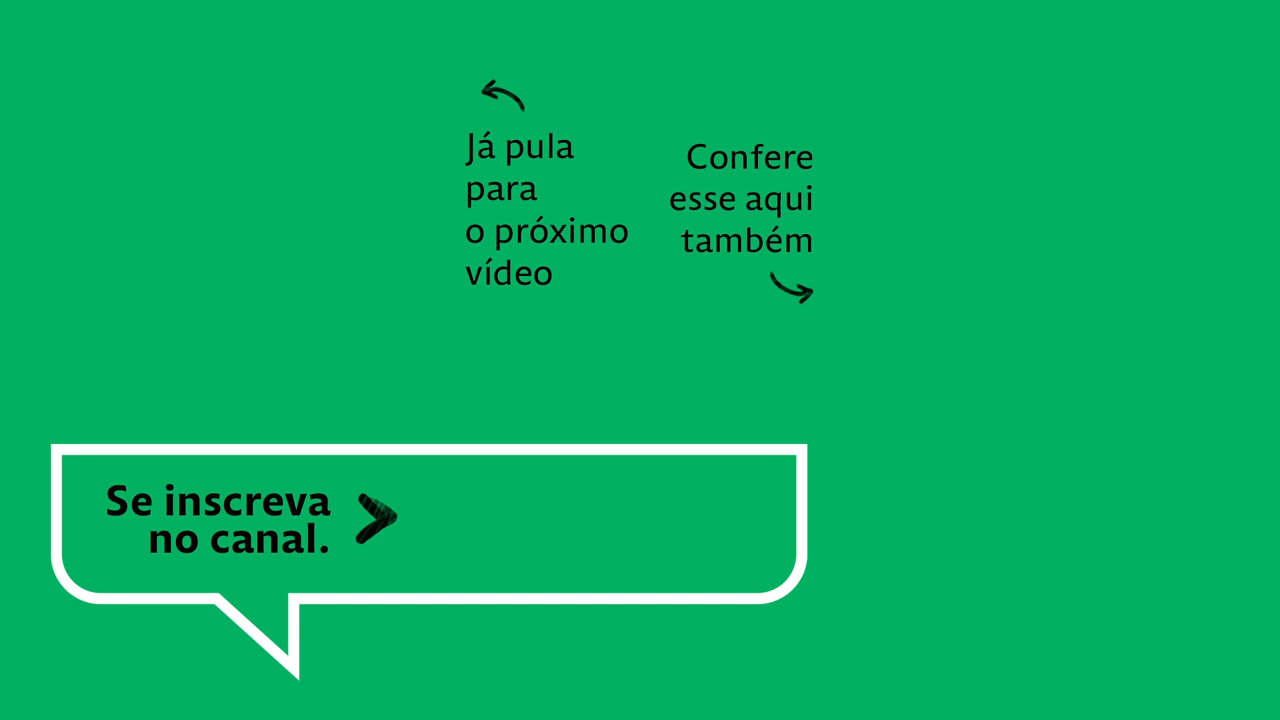 Já pula
para
o próximo
vídeo
Confere
esse aqui
também
Se inscreva
no canal.